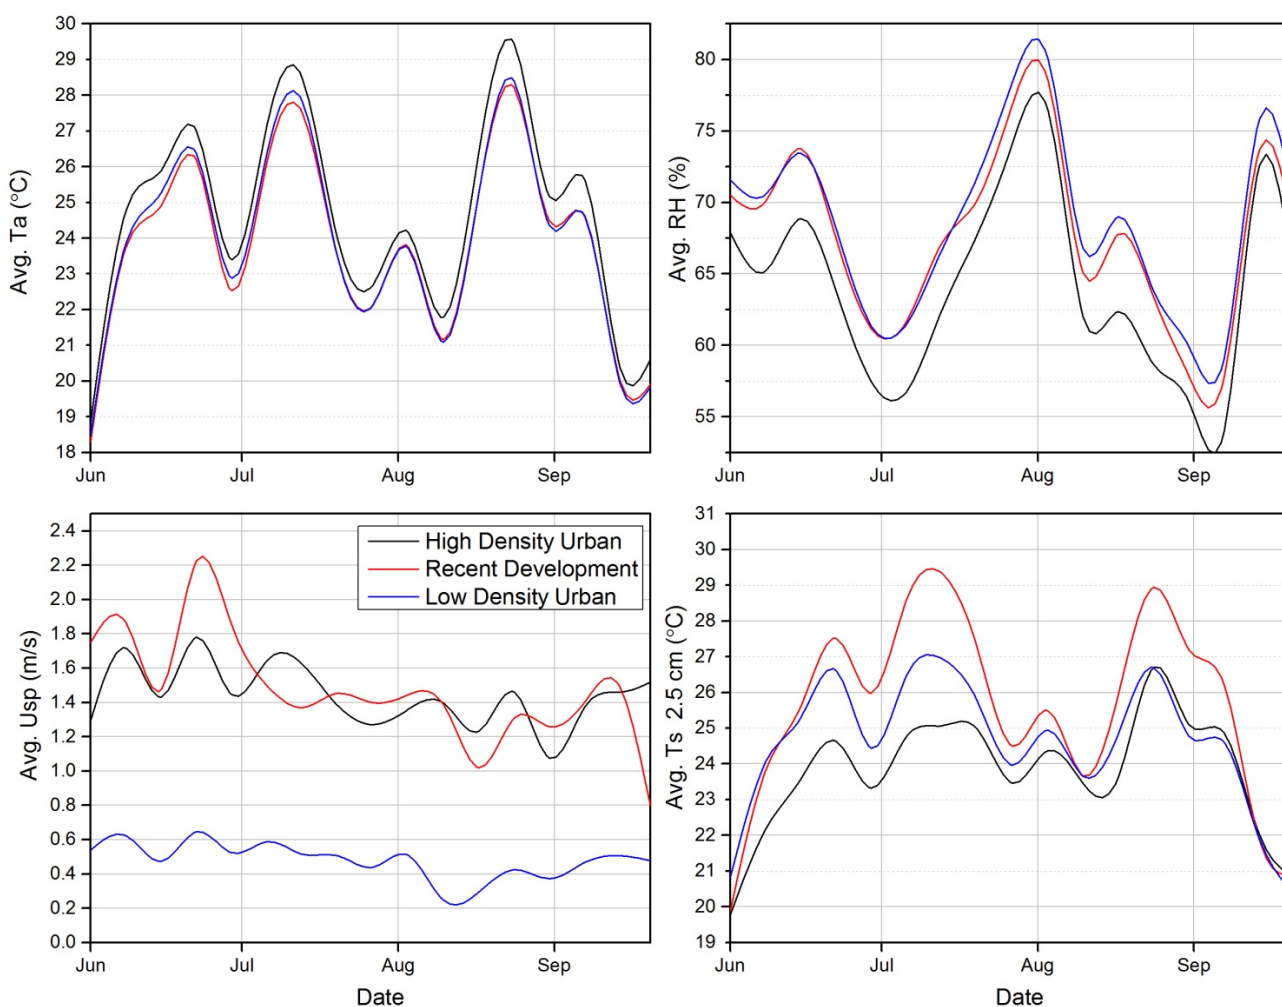 30
29
28
27
26
25
24
23
22
21
20
19
18
Avg. Ta (°C)
Jun
Jul
Aug
Sep
80
75
70
65
60
55
Avg. RH (%)
Jun
Jul
Aug
Sep
2.4
2.2
2.0
1.8
1.6
1.4
1.2
1.0
0.8
0.6
0.4
0.2
0.0
Avg. Usp (m/s)
High Density Urban
Recent Development
Low Density Urban
Jun
Jul
Aug
Sep
Date
31
30
29
28
27
26
25
24
23
22
21
20
19
Avg. Ts 2.5 cm (°C)
Jun
Jul
Aug
Sep
Date